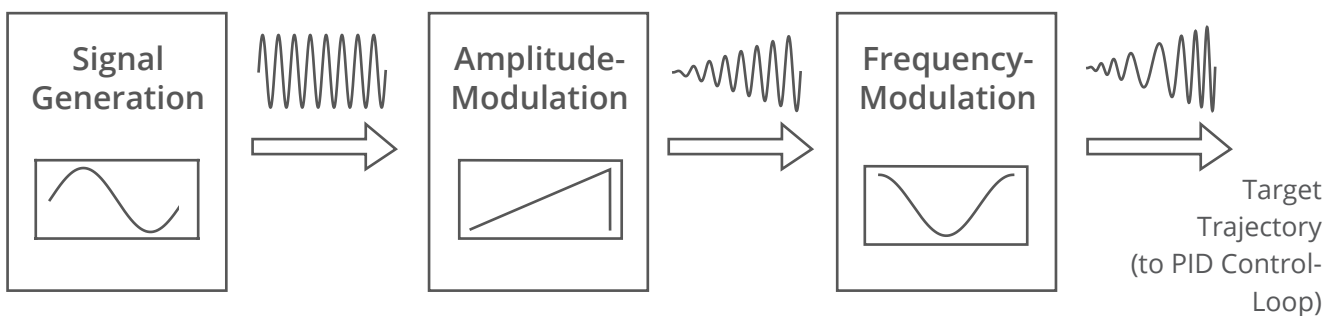 Signal
Generation
Amplitude-
Modulation
Frequency-
Modulation
Target
Trajectory
(to PID Control-
Loop)